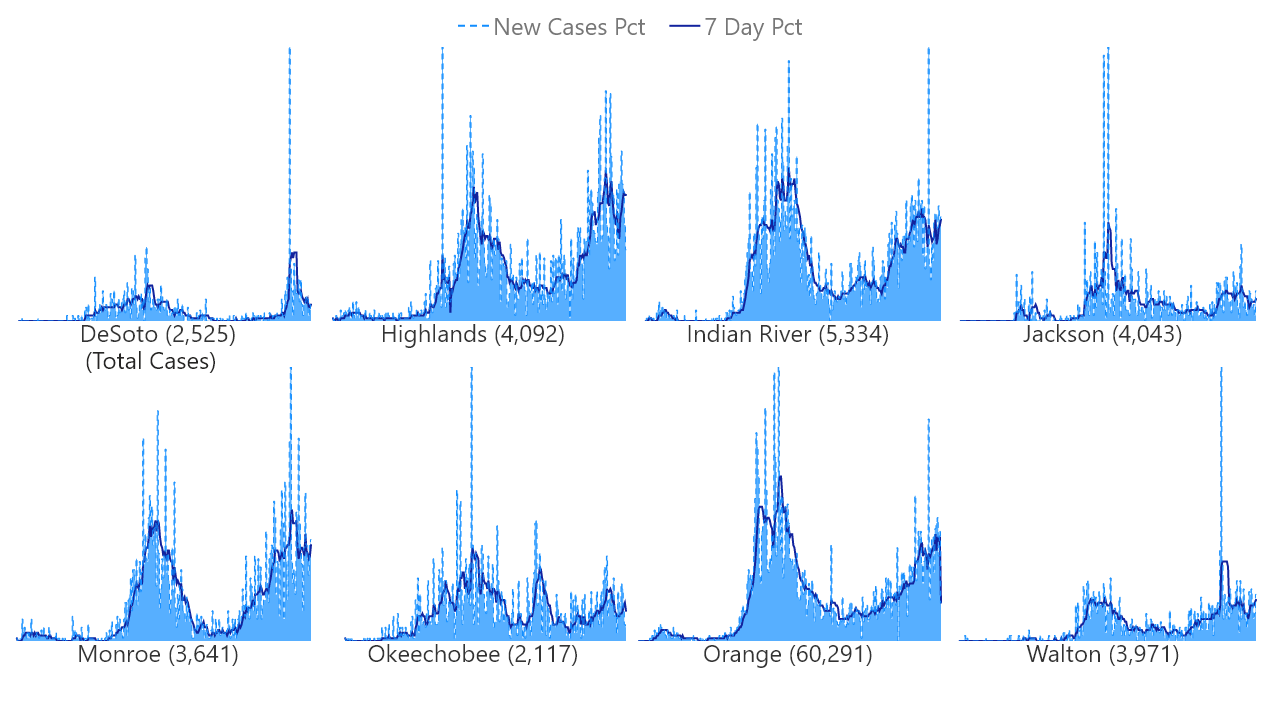 New Cases Pct 7 Day Pct
DeSoto (2,525) Highlands (4,092) Indian River (5,334) Jackson (4,043)
(Total Cases)
Monroe (3,641) Okeechobee (2,117) Orange (60,291) Walton (3,971)